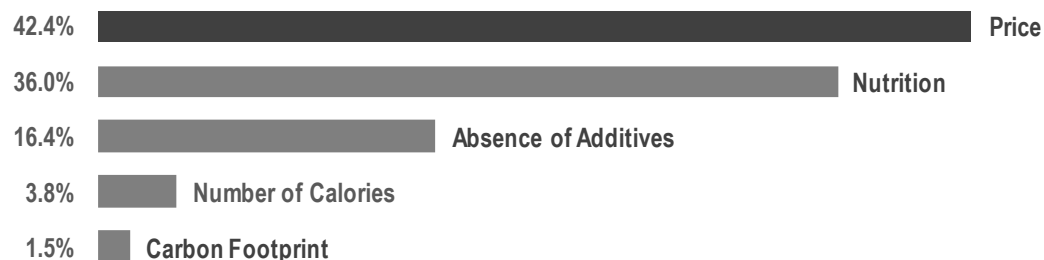 42.4% Price
36.0% Nutrition
16.4% Absence of Additives
3.8% Number of Calories
1.5% Carbon Footprint